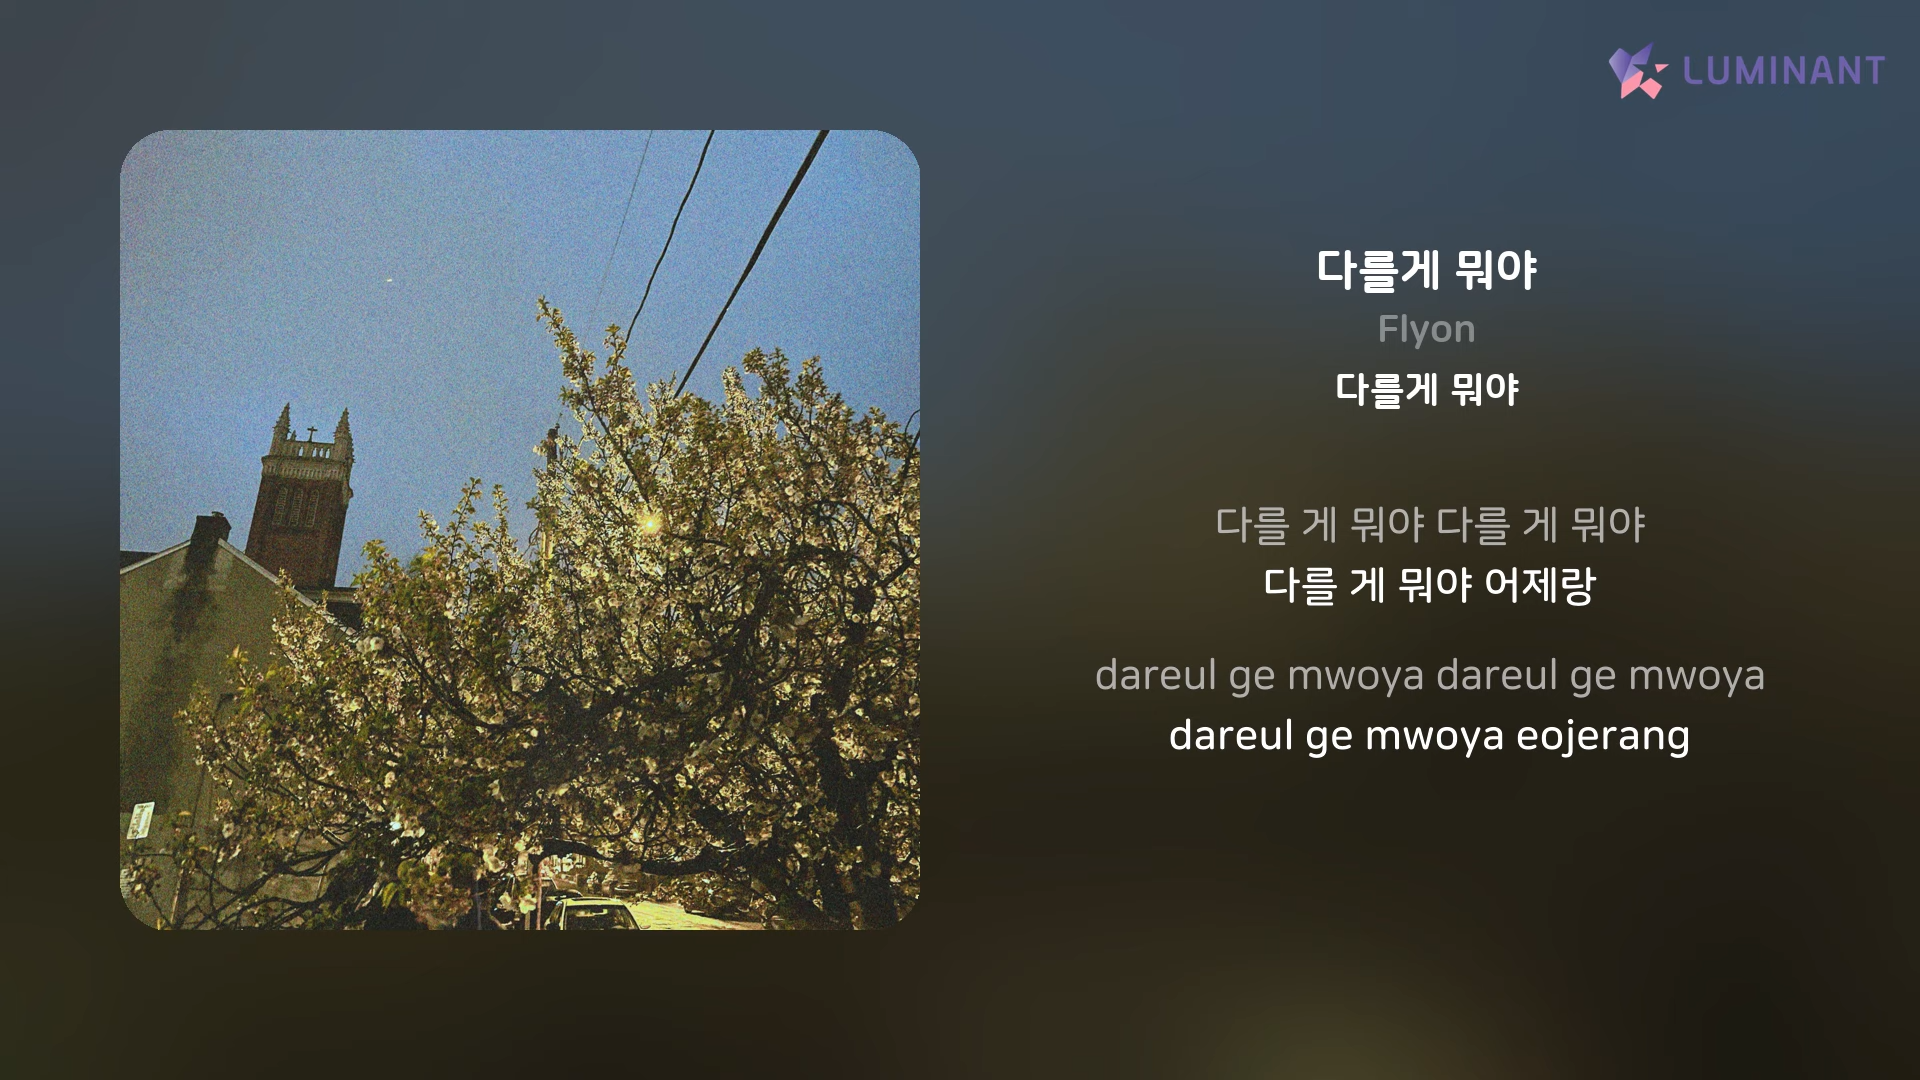 LUMINANT
다를게 뭐야
Flyon
다를게 뭐야
다를 게 뭐야 다를 게 뭐야
다를 게 뭐야 어제랑
dareul ge mwoya dareul ge mwoya
dareul ge mwoya eojerang